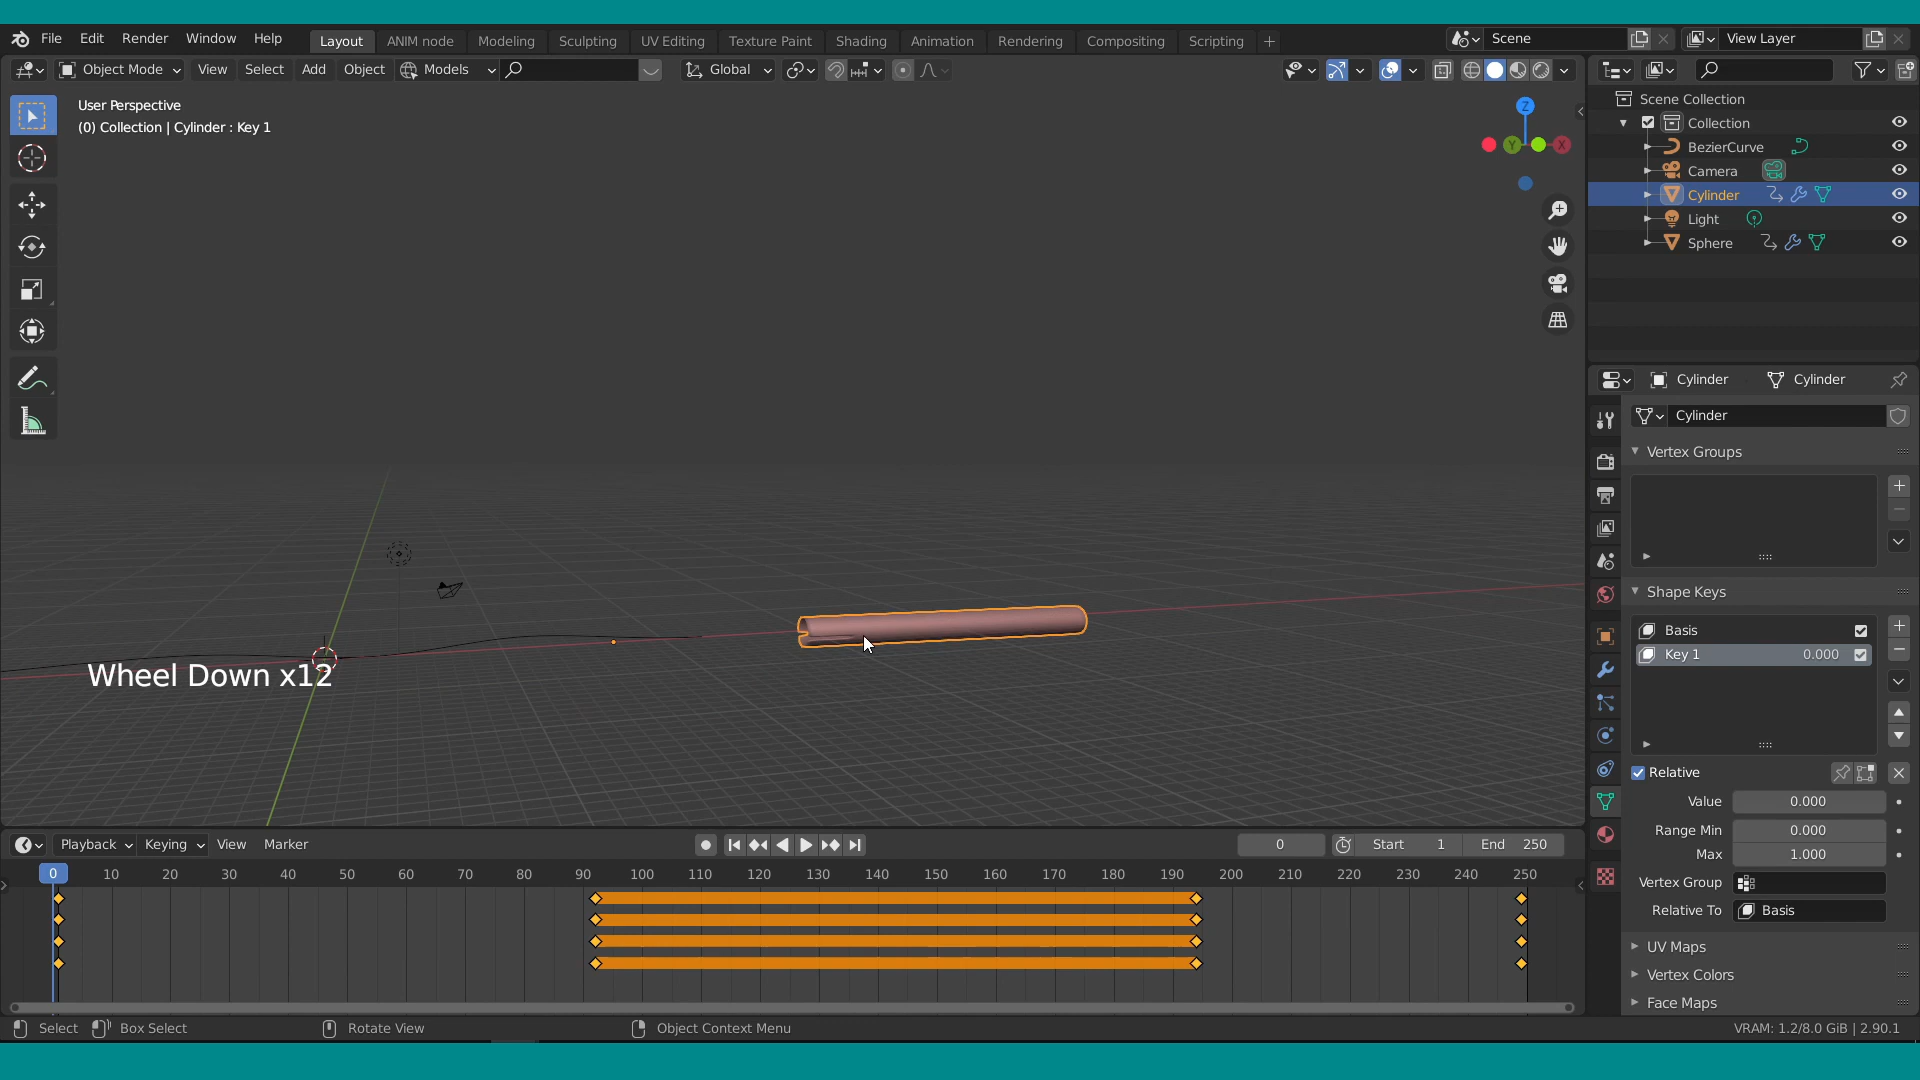 File Edit Render Window Help Layout ANIM node Modeling Sculpting UV Editing Texture Paint Shading Animation Rendering Compositing Scripting + Scene View Layer
Object Mode View Select Add Object Models Global
User Perspective
(0) Collection | Cylinder : Key 1
Z
Y X
Scene Collection
Collection
BezierCurve
Camera
Cylinder
Light
Sphere
Cylinder Cylinder
Cylinder
Vertex Groups
Shape Keys
Basis
Key 1 0.000
Relative
Value 0.000
Range Min 0.000
Max 1.000
Vertex Group
Relative To Basis
UV Maps
Vertex Colors
Face Maps
Wheel Down x12
Playback Keying View Marker 0 Start 1 End 250
0 10 20 30 40 50 60 70 80 90 100 110 120 130 140 150 160 170 180 190 200 210 220 230 240 250
Select Box Select Rotate View Object Context Menu VRAM: 1.2/8.0 GiB | 2.90.1